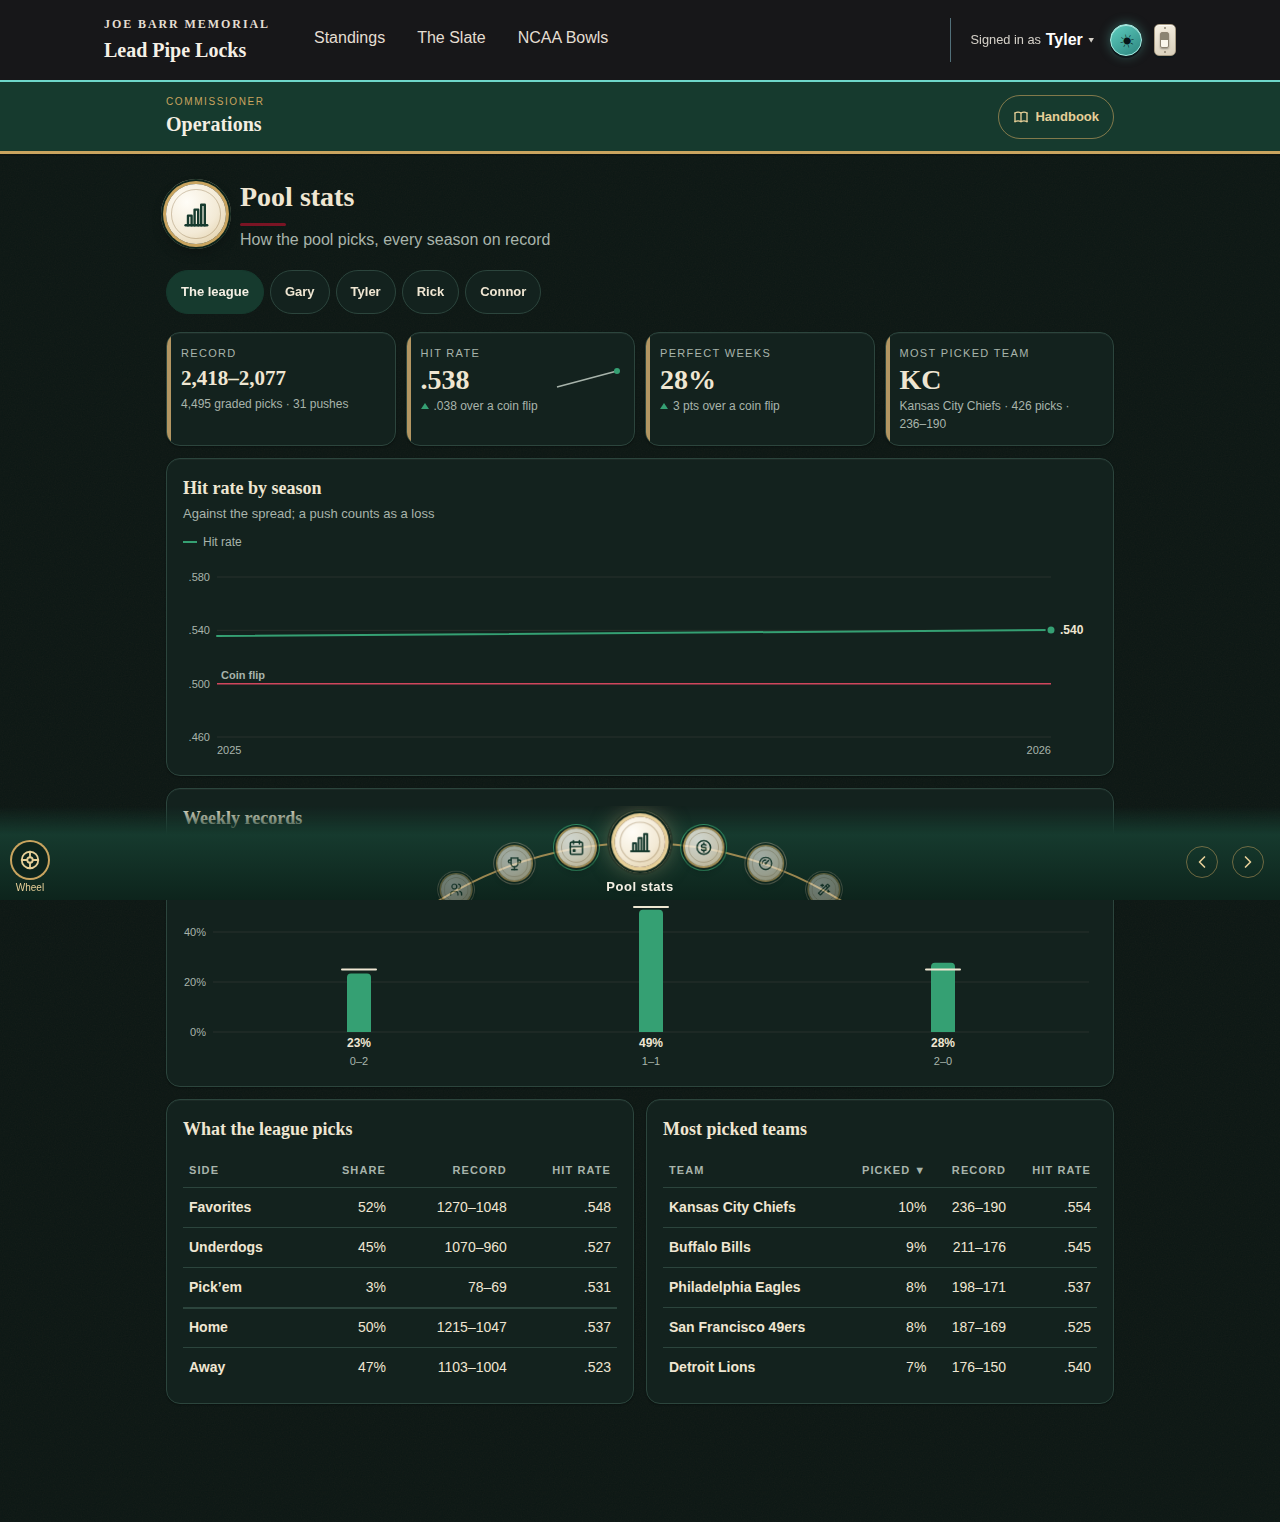 JOE BARR MEMORIAL
Lead Pipe Locks
Standings
The Slate
NCAA Bowls
Signed in as Tyler ▾
COMMISSIONER
Operations
Handbook
Pool stats
How the pool picks, every season on record
The league
Gary
Tyler
Rick
Connor
RECORD
2,418–2,077
4,495 graded picks · 31 pushes
HIT RATE
.538
.038 over a coin flip
PERFECT WEEKS
28%
3 pts over a coin flip
MOST PICKED TEAM
KC
Kansas City Chiefs · 426 picks ·
236–190
Hit rate by season
Against the spread; a push counts as a loss
Hit rate
.580
.540
.540
Coin flip
.500
.460
2025
2026
Weekly records
Wheel
Pool stats
40%
20%
0%
23%
49%
28%
0–2
1–1
2–0
What the league picks
SIDE SHARE RECORD HIT RATE
Favorites 52% 1270–1048 .548
Underdogs 45% 1070–960 .527
Pick’em 3% 78–69 .531
Home 50% 1215–1047 .537
Away 47% 1103–1004 .523
Most picked teams
TEAM PICKED ▼ RECORD HIT RATE
Kansas City Chiefs 10% 236–190 .554
Buffalo Bills 9% 211–176 .545
Philadelphia Eagles 8% 198–171 .537
San Francisco 49ers 8% 187–169 .525
Detroit Lions 7% 176–150 .540